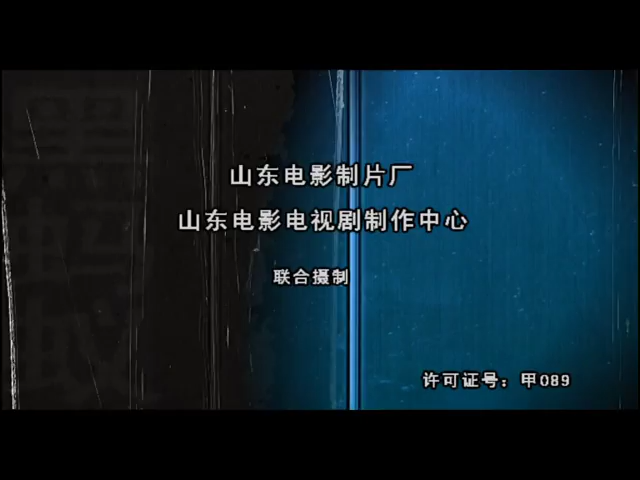 山东电影制片厂
山东电影电视剧制作中心
联合摄制
许可证号：甲089